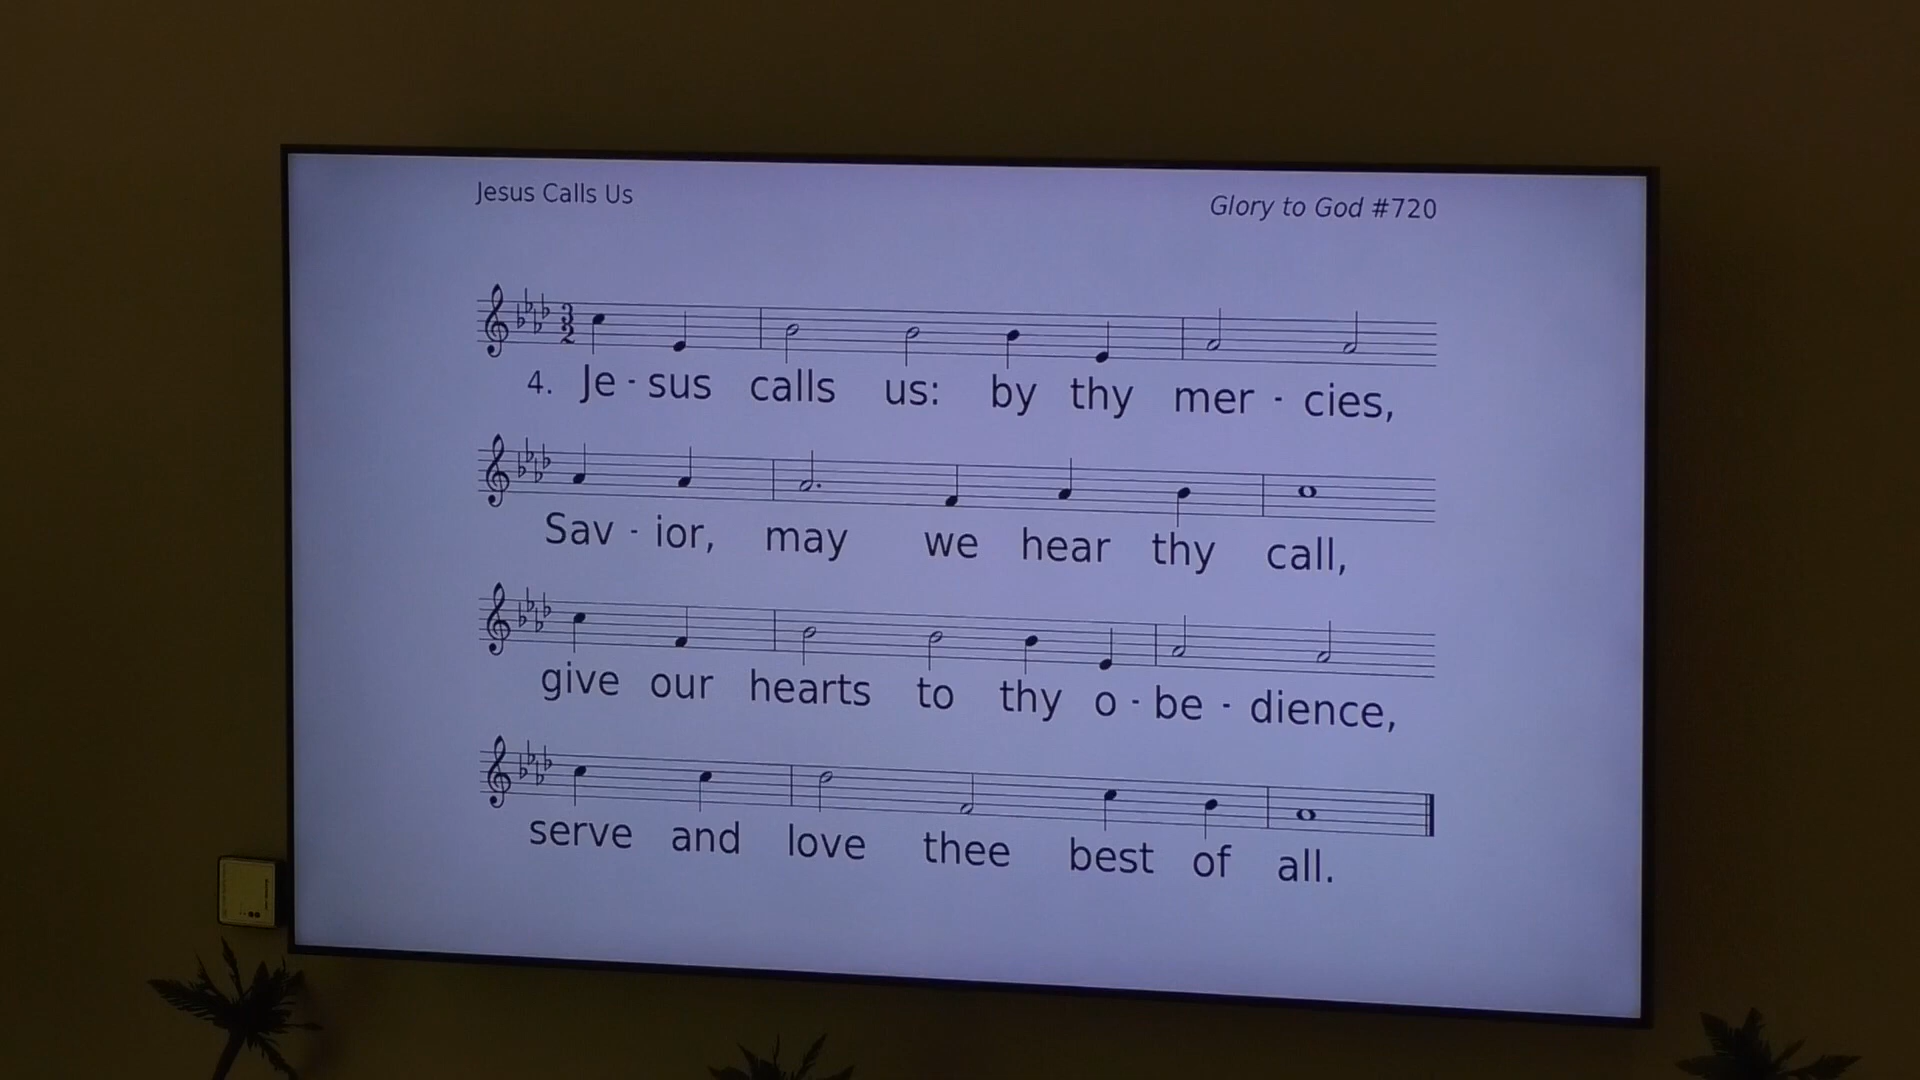 Jesus Calls Us
Glory to God #720
4. Je - sus calls us: by thy mer - cies,
Sav - ior, may we hear thy call,
give our hearts to thy o - be - dience,
serve and love thee best of all.